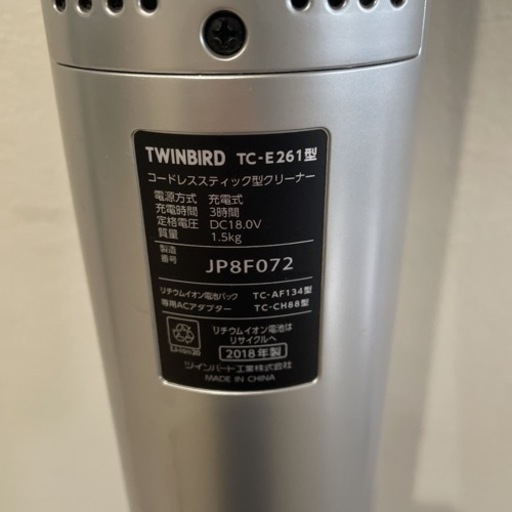 TWINBIRD TC-E261型
コードレススティック型クリーナー
電源方式 充電式
充電時間 3時間
定格電圧 DC18.0V
質量 1.5kg
製造番号 JP8F072
リチウムイオン電池パック TC-AF134型
専用ACアダプター TC-CH88型
Li-ion20
リチウムイオン電池は
リサイクルへ
2018年製
ツインバード工業株式会社
MADE IN CHINA